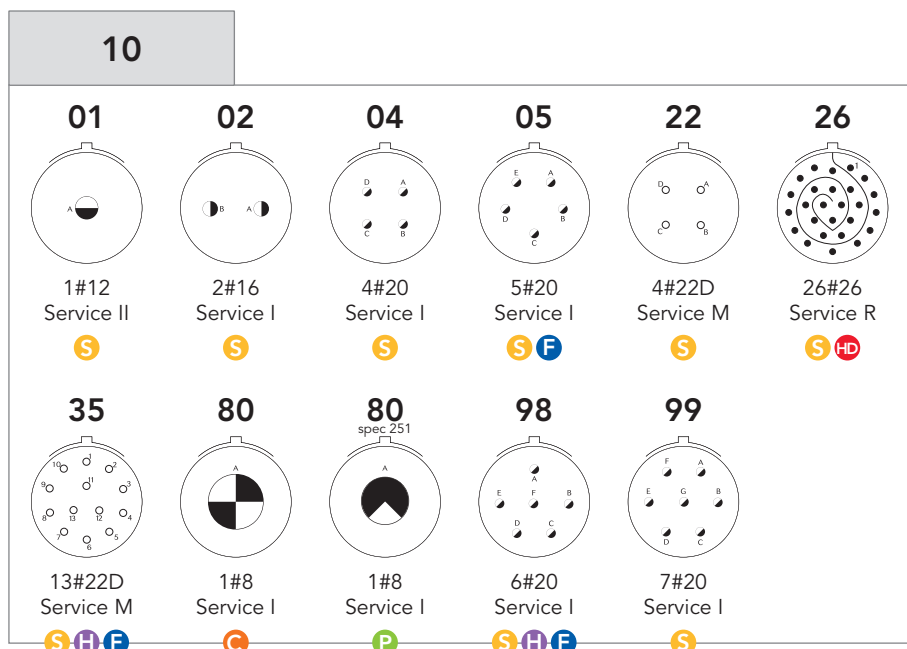 10
01 02 04 05 22 26
A
B A
D A
C B
E A
D B
C
D A
C B
1
1#12 2#16 4#20 5#20 4#22D 26#26
Service II Service I Service I Service I Service M Service R
S S S S F S S HD
35 80 80 98 99
spec 251
10 1 2
9 11 3
8 13 12 4
7 6 5
A
A
A
E F B
D C
F A
E G B
D C
13#22D 1#8 1#8 6#20 7#20
Service M Service I Service I Service I Service I
S H F C P S H F S